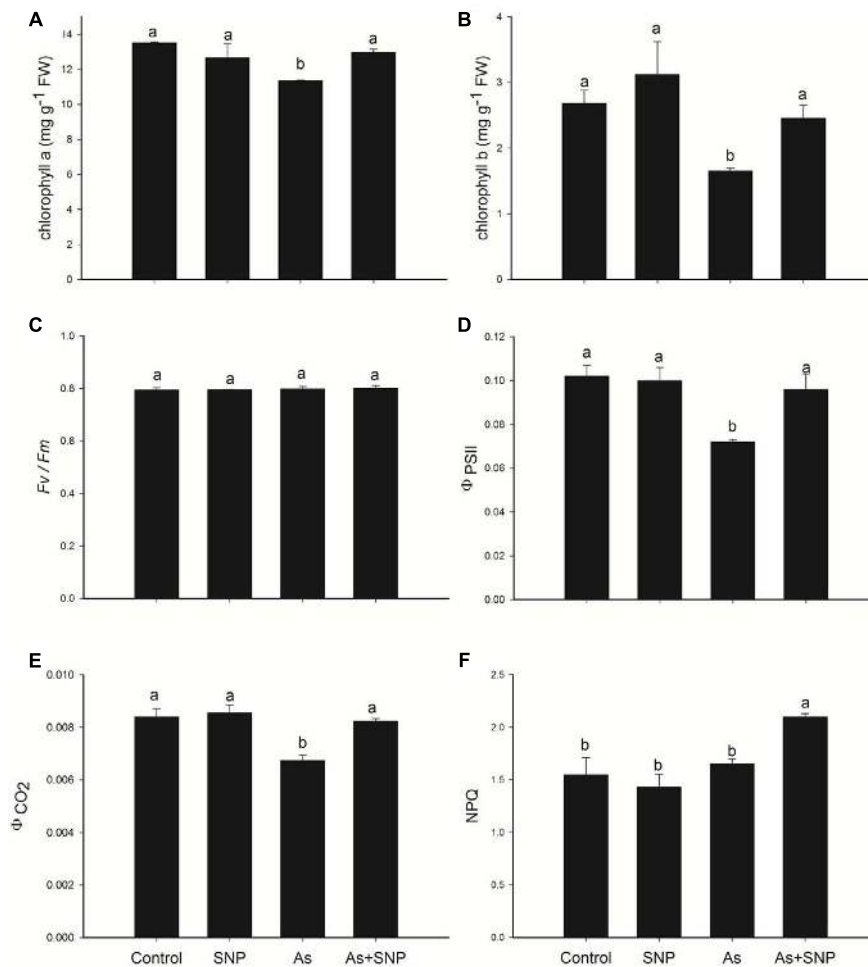 A
chlorophyll a (mg g⁻¹ FW)
14
12
10
8
6
4
2
0
a
a
b
a
B
chlorophyll b (mg g⁻¹ FW)
4
3
2
1
0
a
a
b
a
C
Fv / Fm
1.0
0.8
0.8
0.4
0.2
0.0
a
a
a
a
D
Φ PSII
0.12
0.10
0.08
0.06
0.04
0.02
0.00
a
a
b
a
E
Φ CO2
0.010
0.008
0.006
0.004
0.002
0.000
a
a
b
a
Control SNP As As+SNP
F
NPQ
2.5
2.0
1.5
1.0
0.5
0.0
b
b
b
a
Control SNP As As+SNP